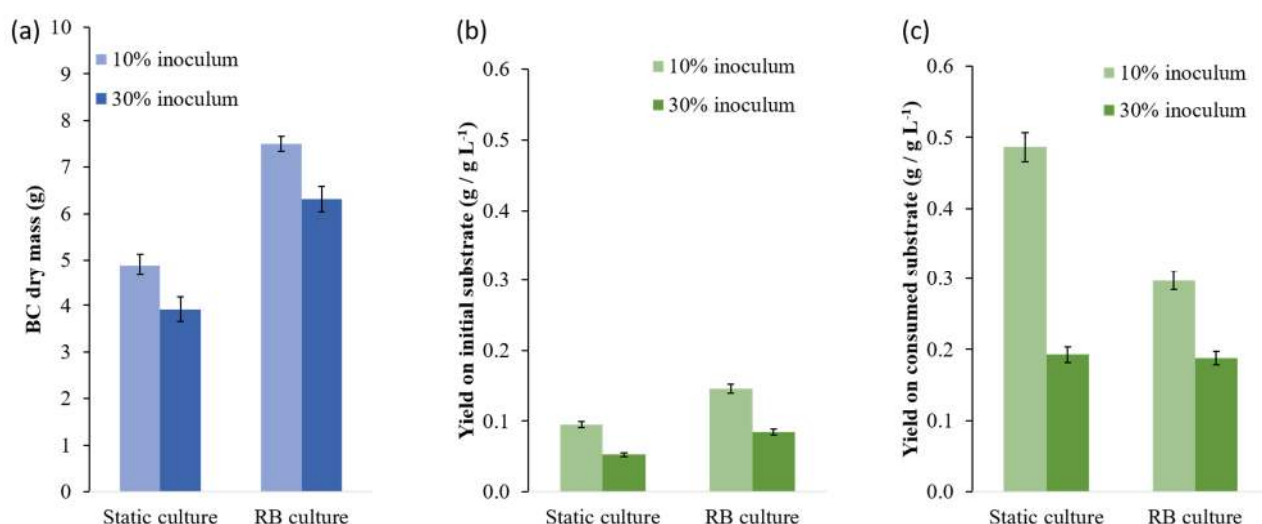 (a)
BC dry mass (g)
10
9
8
7
6
5
4
3
2
1
0
10% inoculum
30% inoculum
Static culture
RB culture
(b)
Yield on initial substrate (g / g L⁻¹)
0.6
0.5
0.4
0.3
0.2
0.1
0.0
10% inoculum
30% inoculum
Static culture
RB culture
(c)
Yield on consumed substrate (g / g L⁻¹)
0.6
0.5
0.4
0.3
0.2
0.1
0.0
10% inoculum
30% inoculum
Static culture
RB culture